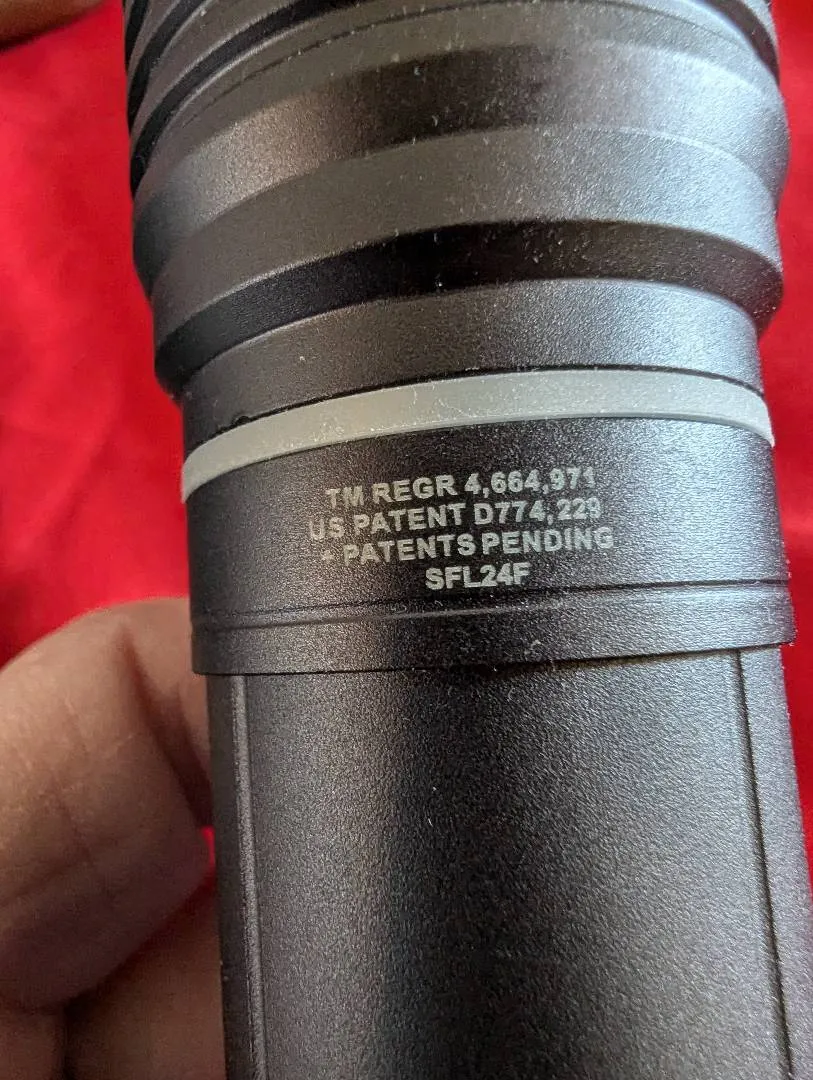 TM REGR 4,664,971
US PATENT D774,229
- PATENTS PENDING
SFL24F